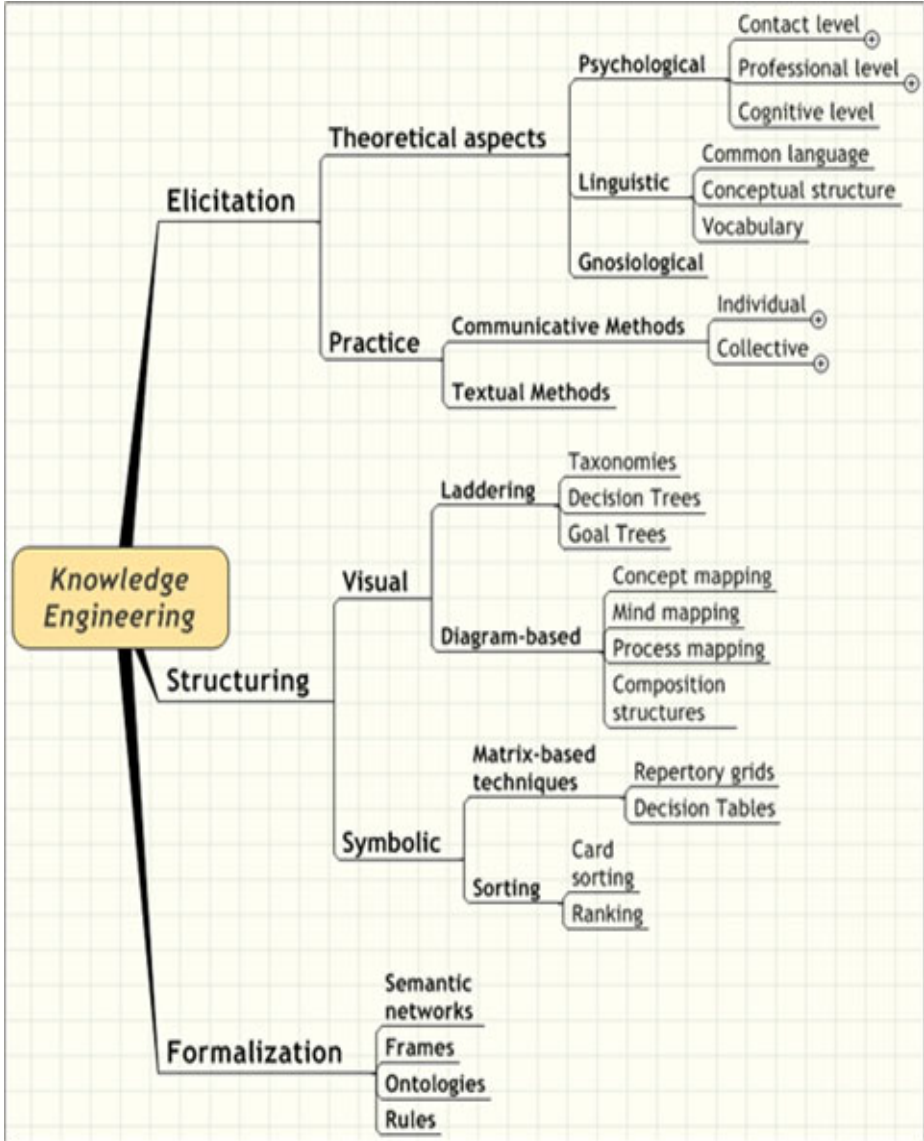 Contact level
Psychological
Professional level
Cognitive level
Theoretical aspects
Common language
Linguistic
Conceptual structure
Vocabulary
Elicitation
Gnosiological
Individual
Communicative Methods
Practice
Collective
Textual Methods
Taxonomies
Laddering
Decision Trees
Goal Trees
Knowledge
Engineering
Visual
Concept mapping
Mind mapping
Diagram-based
Process mapping
Composition
structures
Structuring
Matrix-based
techniques
Repertory grids
Decision Tables
Symbolic
Card
sorting
Sorting
Ranking
Semantic
networks
Formalization
Frames
Ontologies
Rules